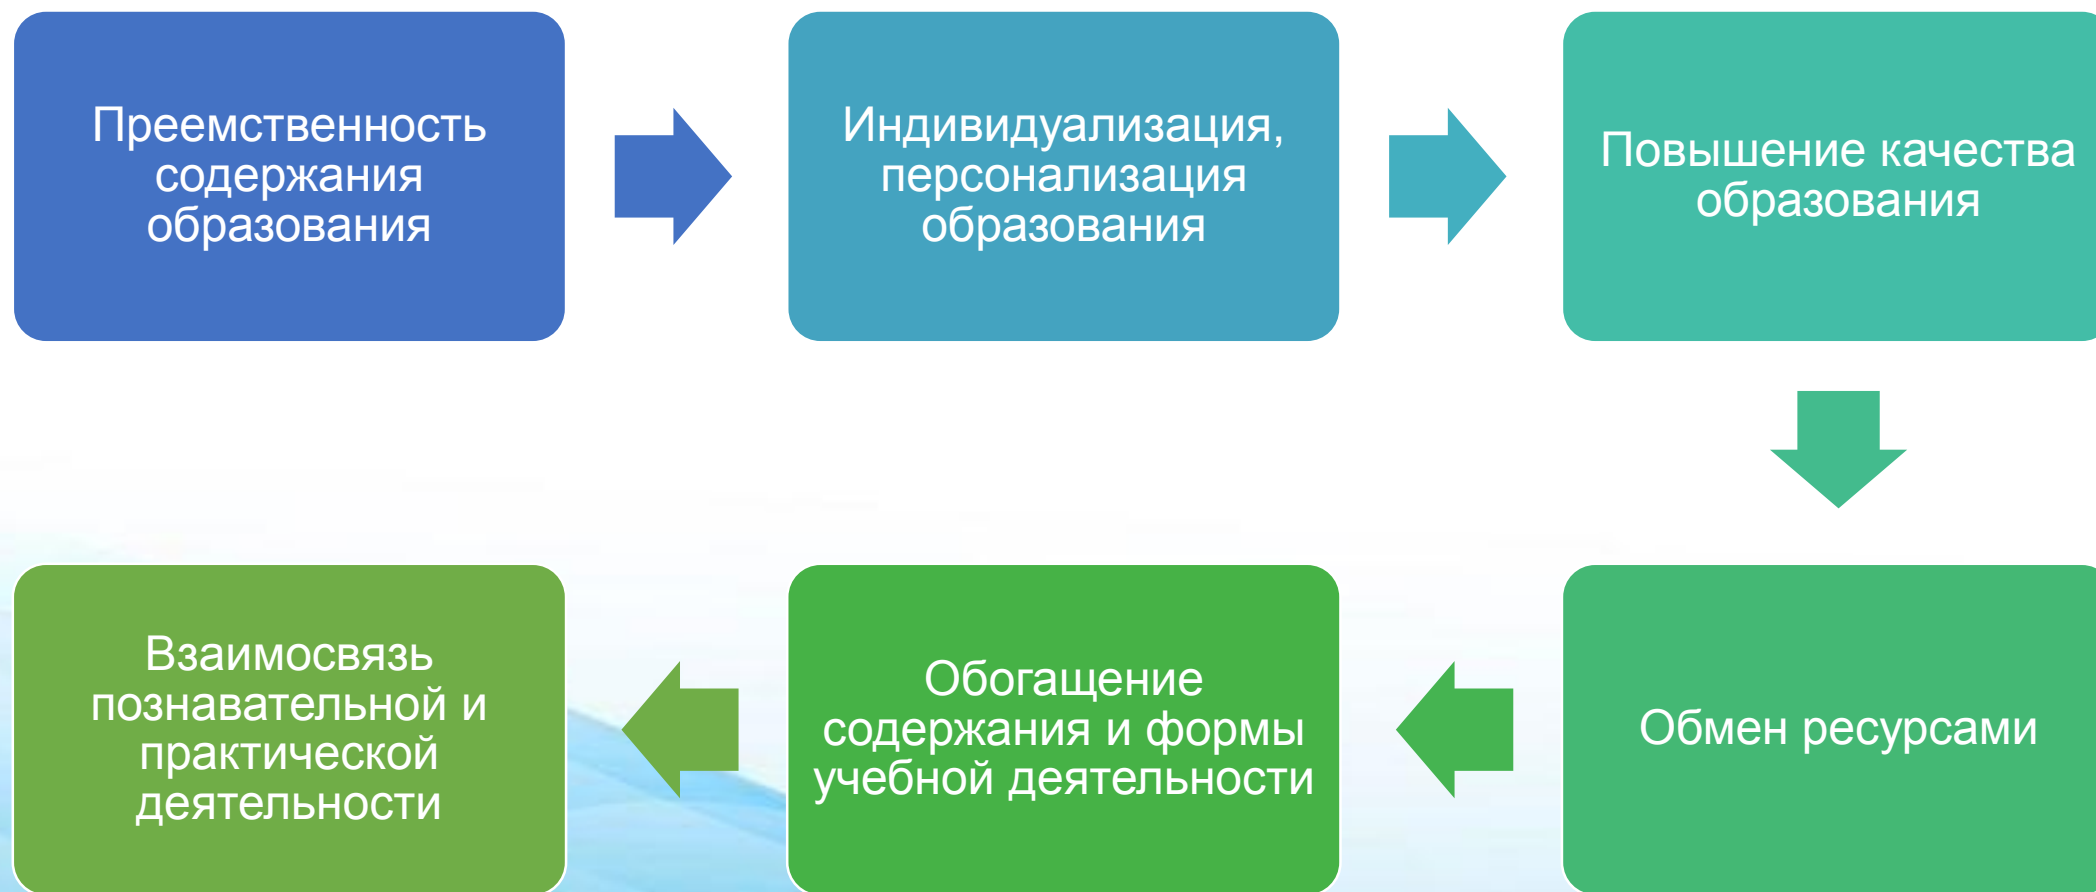 Преемственность
содержания
образования
Индивидуализация,
персонализация
образования
Повышение качества
образования
Обмен ресурсами
Обогащение
содержания и формы
учебной деятельности
Взаимосвязь
познавательной и
практической
деятельности